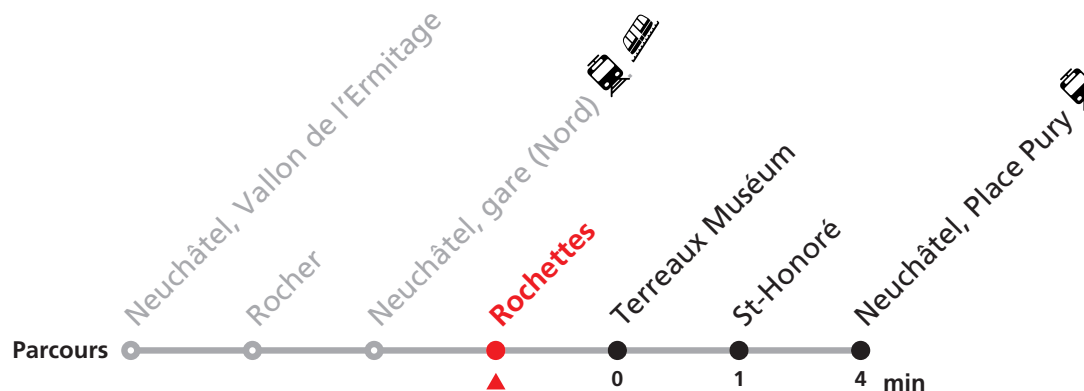 Neuchâtel, Vallon de l'Ermitage
Rocher
Neuchâtel, gare (Nord)
Rochettes
Terreaux Muséum
St-Honoré
Neuchâtel, Place Pury
Parcours
0 1 4 min